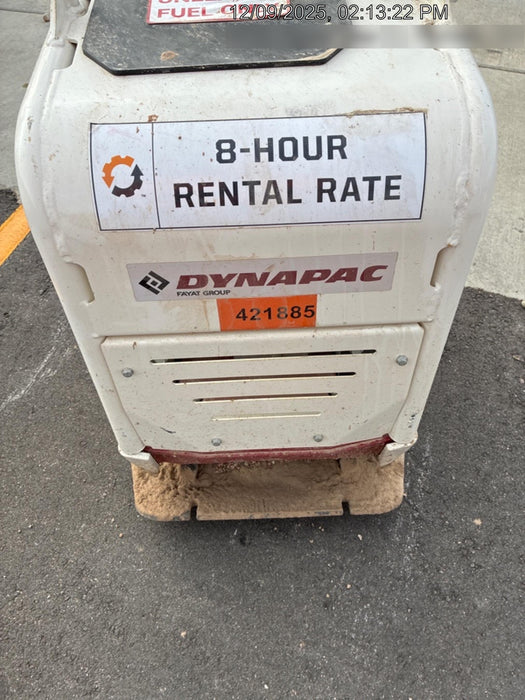 FUEL
12/09/2025, 02:13:22 PM
8-HOUR
RENTAL RATE
DYNAPAC
FAYAT GROUP
421885